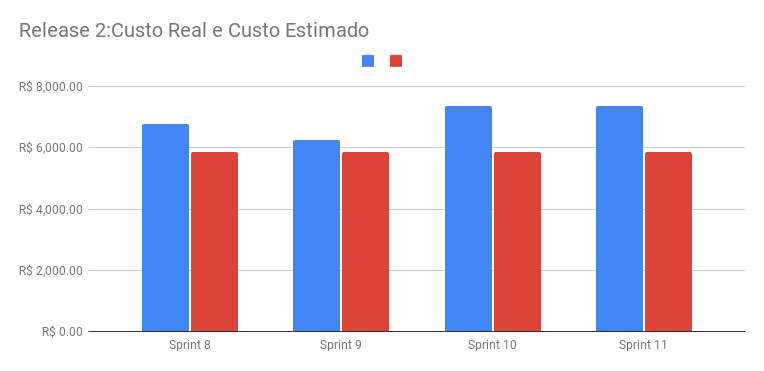 Release 2:Custo Real e Custo Estimado
R$ 8,000.00
R$ 6,000.00
R$ 4,000.00
R$ 2,000.00
R$ 0.00
Sprint 8 Sprint 9 Sprint 10 Sprint 11